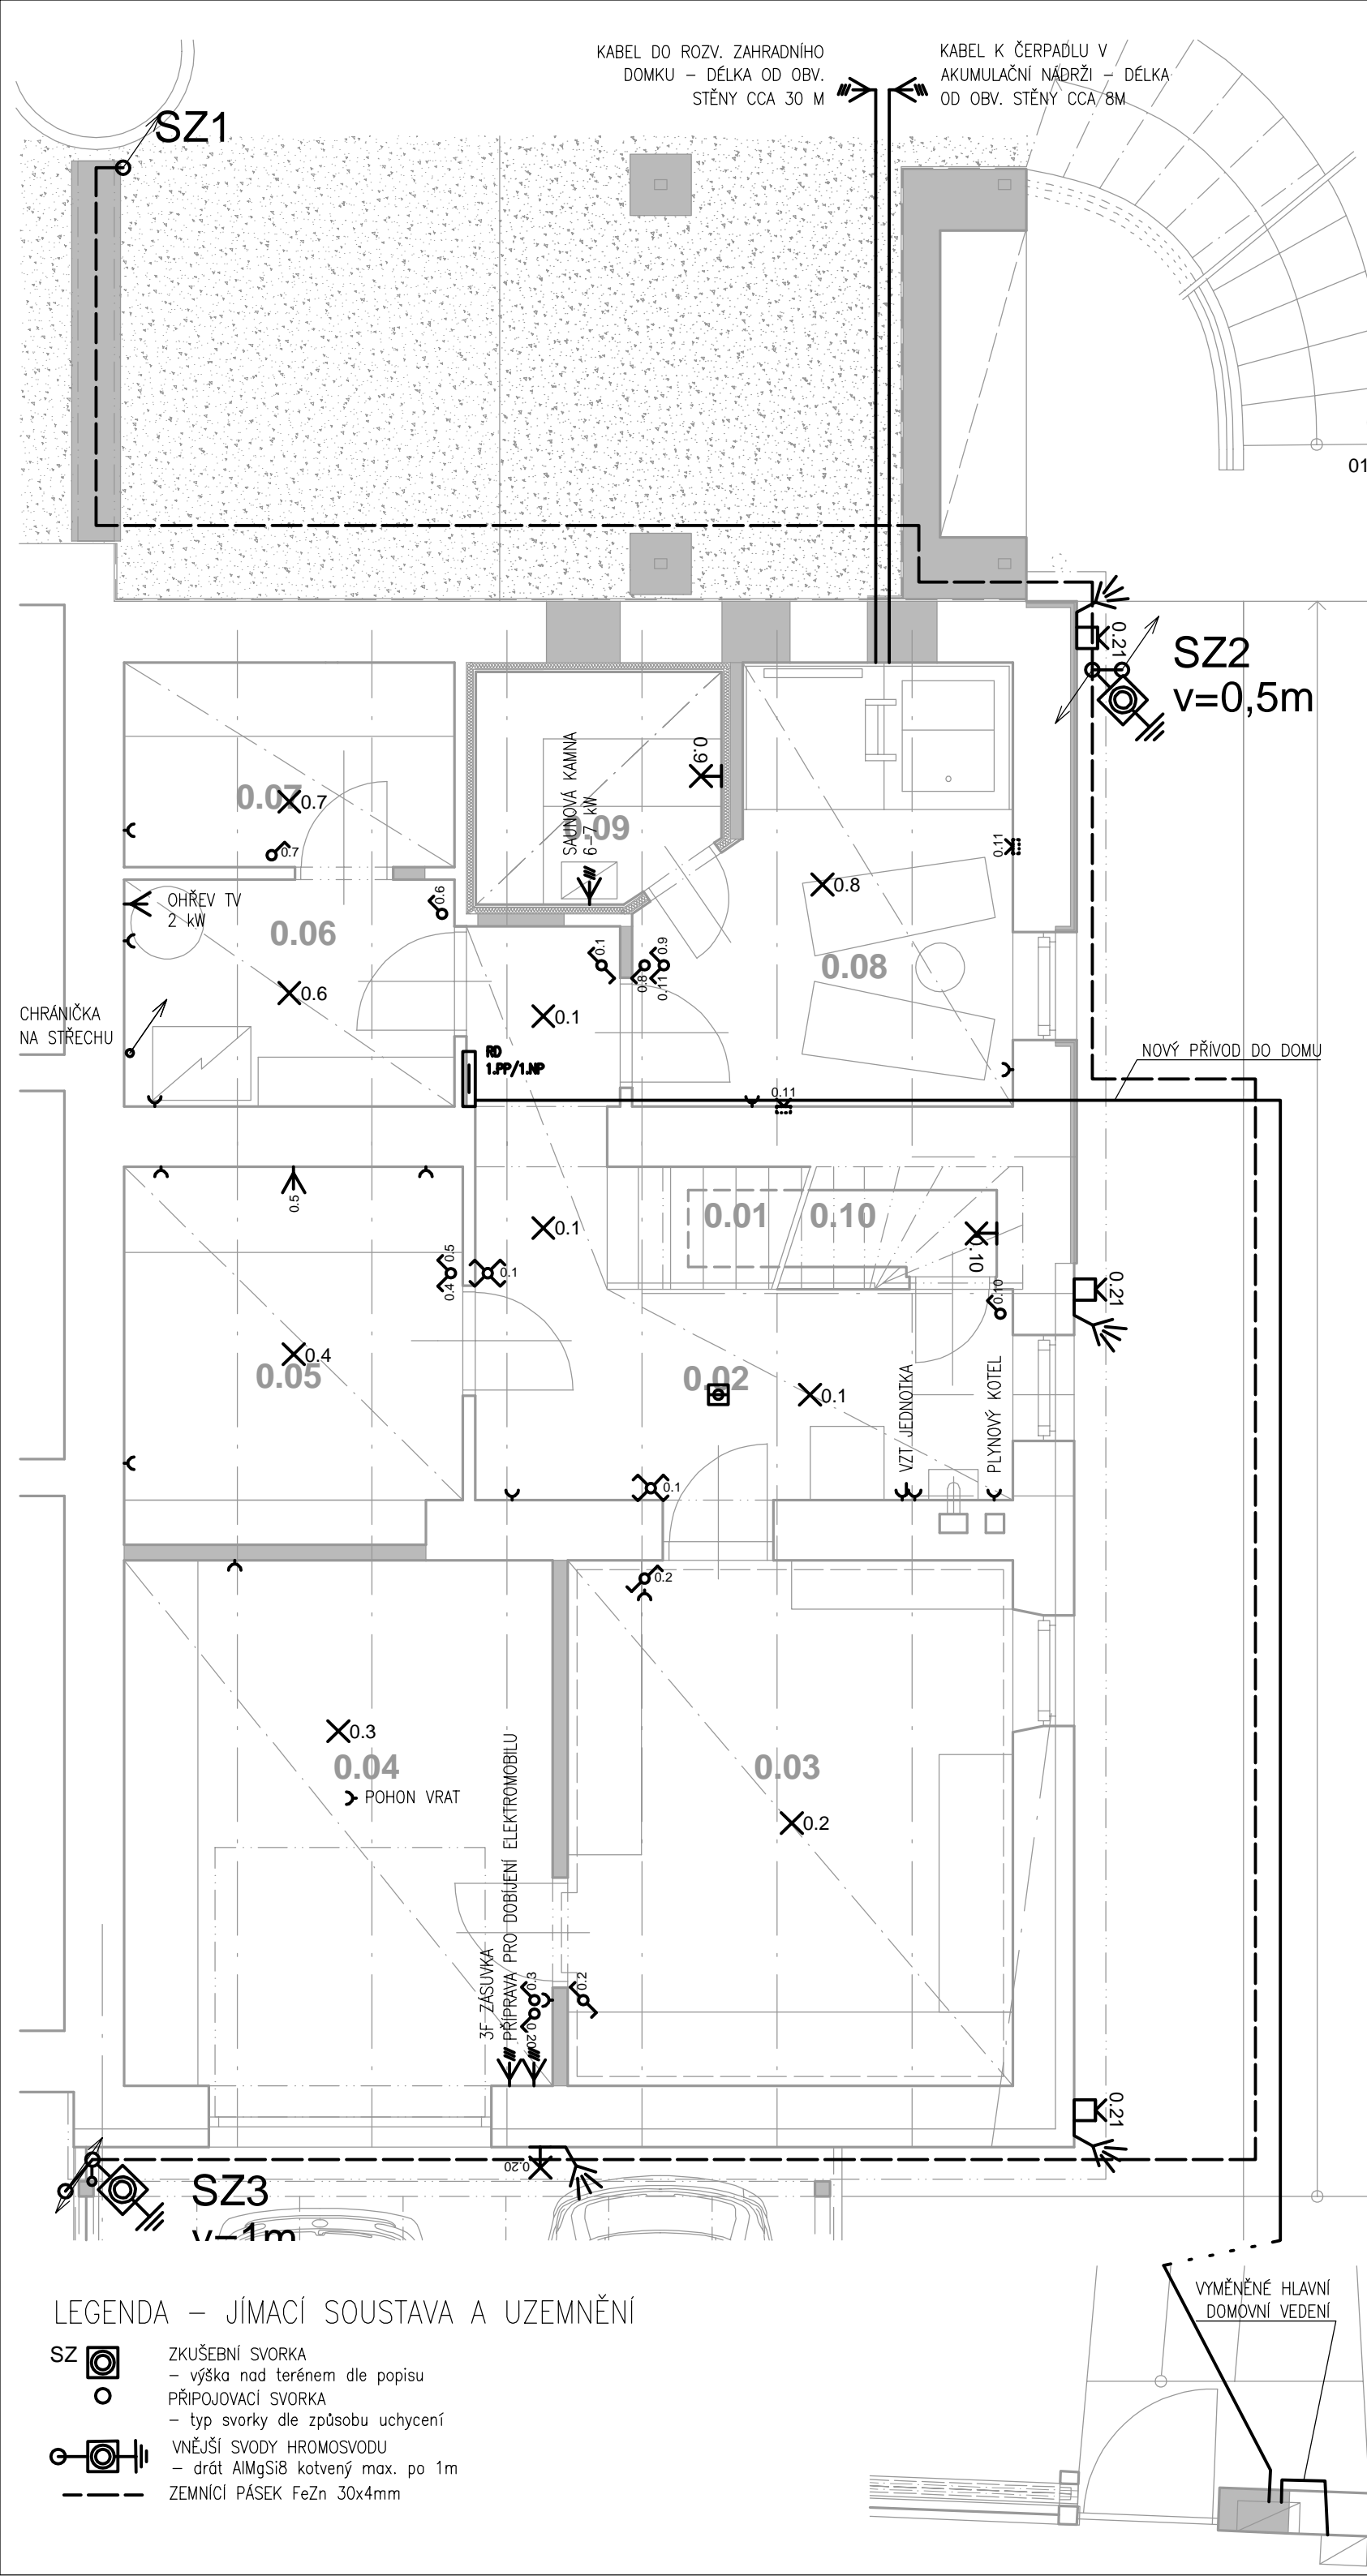 KABEL DO ROZV. ZAHRADNÍHO
DOMKU – DÉLKA OD OBV.
STĚNY CCA 30 M
KABEL K ČERPADLU V
AKUMULAČNÍ NÁDRŽI – DÉLKA
OD OBV. STĚNY CCA 8M
SZ1
01
0.21
SZ2
v=0,5m
0.07
0.7
0.7
SAUNOVÁ KAMNA
6–7 kW
0.09
0.9
0.8
0.11
OHŘEV TV
2 kW
0.6
0.06
0.6
0.1
0.8
0.9
0.11
0.08
0.1
CHRÁNIČKA
NA STŘECHU
RD
1.PP/1.NP
NOVÝ PŘÍVOD DO DOMU
0.11
0.5
0.1
0.01
0.10
0.10
0.5
0.4
0.1
0.10
0.21
0.4
0.05
0.02
0.1
VZT JEDNOTKA
PLYNOVÝ KOTEL
0.1
0.2
0.3
0.04
POHON VRAT
0.03
0.2
3F ZÁSUVKA
PŘÍPRAVA PRO DOBÍJENÍ ELEKTROMOBILU
0.3
0.20
0.2
0.21
0.20
SZ3
v=1m
LEGENDA – JÍMACÍ SOUSTAVA A UZEMNĚNÍ
SZ
ZKUŠEBNÍ SVORKA
– výška nad terénem dle popisu
PŘIPOJOVACÍ SVORKA
– typ svorky dle způsobu uchycení
VNĚJŠÍ SVODY HROMOSVODU
– drát AlMgSi8 kotvený max. po 1m
ZEMNÍCÍ PÁSEK FeZn 30x4mm
VYMĚNĚNÉ HLAVNÍ
DOMOVNÍ VEDENÍ